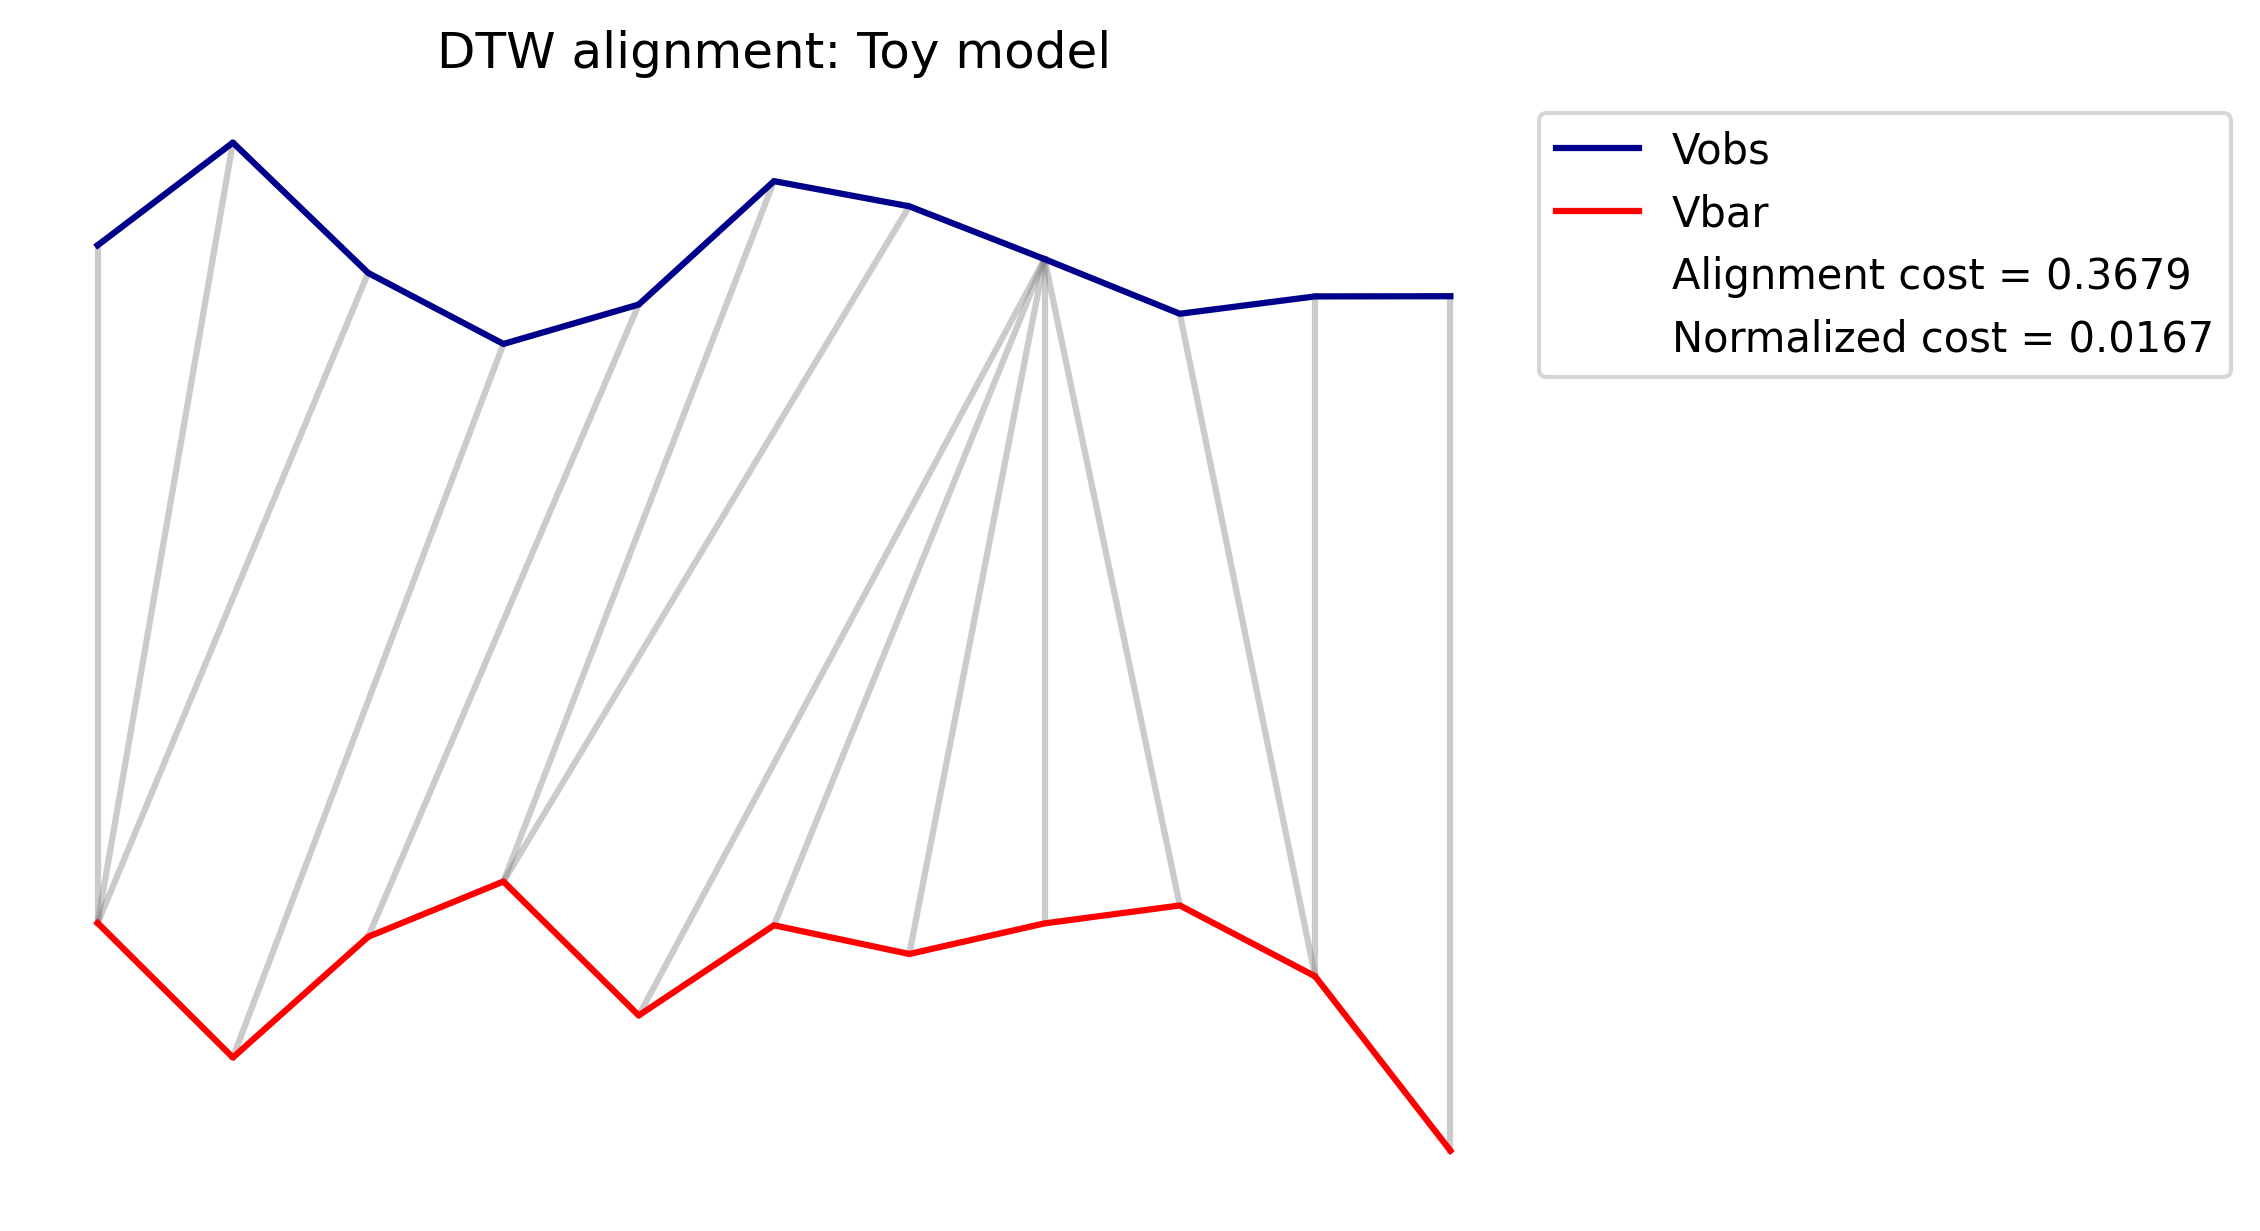 DTW alignment: Toy model
Vobs
Vbar
Alignment cost = 0.3679
Normalized cost = 0.0167